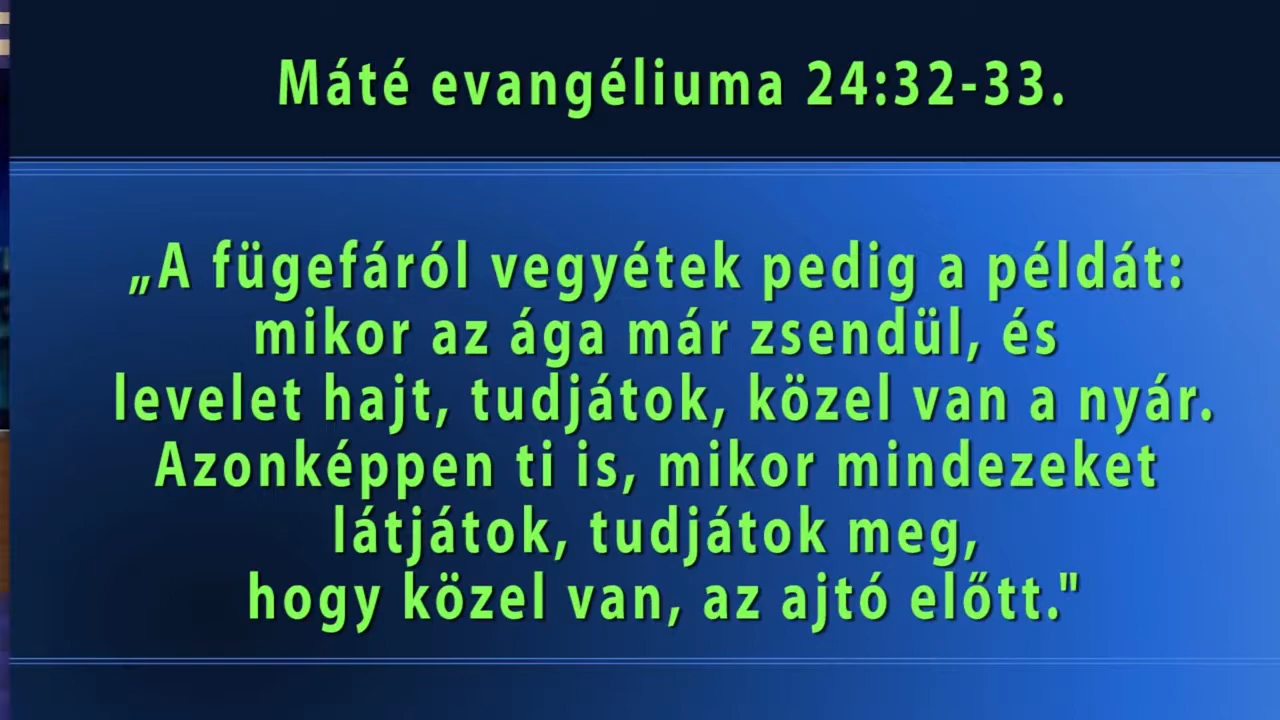 Máté evangéliuma 24:32-33.
„A fügefáról vegyétek pedig a példát:
mikor az ága már zsendül, és
levelet hajt, tudjátok, közel van a nyár.
Azonképpen ti is, mikor mindezeket
látjátok, tudjátok meg,
hogy közel van, az ajtó előtt."